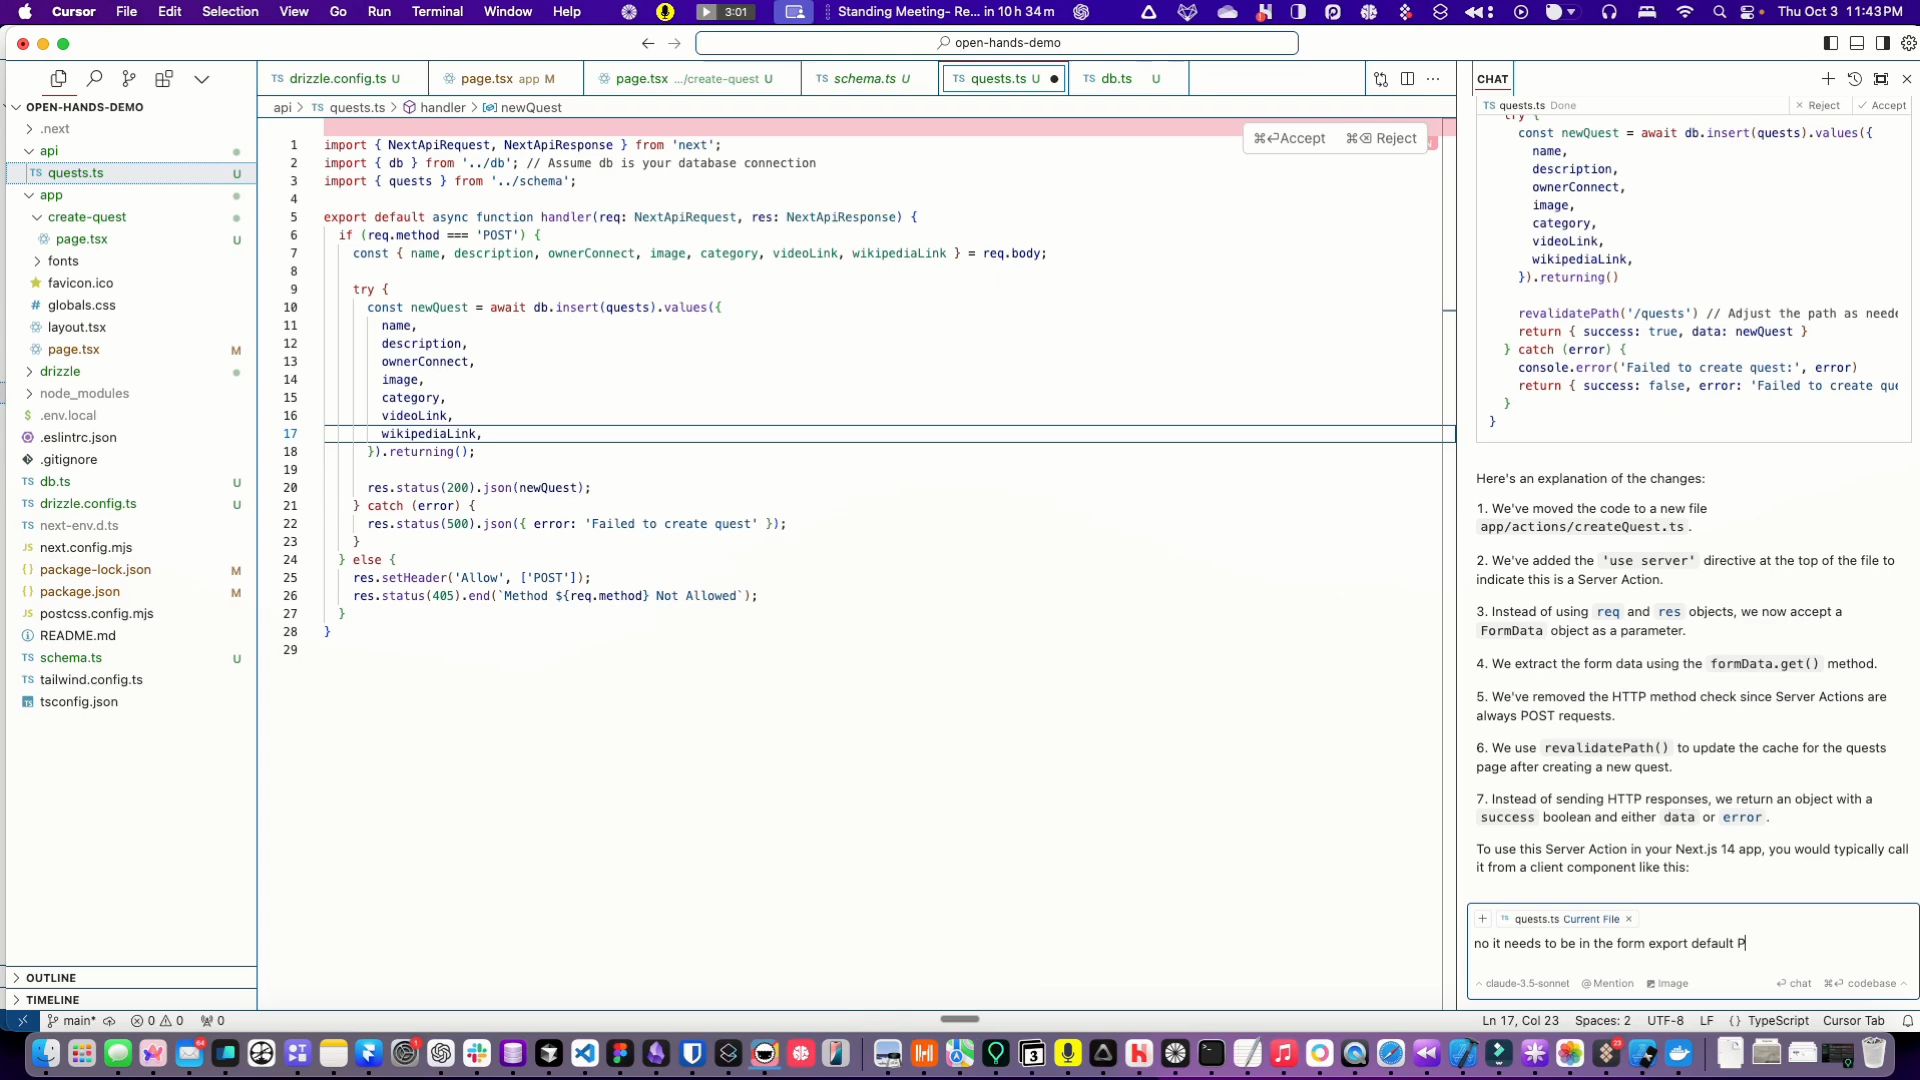 Cursor File Edit Selection View Go Run Terminal Window Help 3:01 Standing Meeting- Re... in 10 h 34 m Thu Oct 3 11:43 PM
open-hands-demo
drizzle.config.ts U page.tsx app M page.tsx .../create-quest U schema.ts U TS quests.ts U TS db.ts U
CHAT
OPEN-HANDS-DEMO
.next
api
TS quests.ts U
app
create-quest
page.tsx U
fonts
favicon.ico
# globals.css
layout.tsx
page.tsx M
drizzle
node_modules
$ .env.local
.eslintrc.json
.gitignore
TS db.ts U
TS drizzle.config.ts U
TS next-env.d.ts
JS next.config.mjs
{} package-lock.json M
{} package.json M
JS postcss.config.mjs
README.md
TS schema.ts U
TS tailwind.config.ts
tsconfig.json
OUTLINE
TIMELINE
api > TS quests.ts > handler > newQuest
⌘↩Accept ⌘⌫ Reject
1 import { NextApiRequest, NextApiResponse } from 'next';
2 import { db } from '../db'; // Assume db is your database connection
3 import { quests } from '../schema';
4
5 export default async function handler(req: NextApiRequest, res: NextApiResponse) {
6 if (req.method === 'POST') {
7 const { name, description, ownerConnect, image, category, videoLink, wikipediaLink } = req.body;
8
9 try {
10 const newQuest = await db.insert(quests).values({
11 name,
12 description,
13 ownerConnect,
14 image,
15 category,
16 videoLink,
17 wikipediaLink,
18 }).returning();
19
20 res.status(200).json(newQuest);
21 } catch (error) {
22 res.status(500).json({ error: 'Failed to create quest' });
23 }
24 } else {
25 res.setHeader('Allow', ['POST']);
26 res.status(405).end(`Method ${req.method} Not Allowed`);
27 }
28 }
29
TS quests.ts Done × Reject ✓ Accept
try {
const newQuest = await db.insert(quests).values({
name,
description,
ownerConnect,
image,
category,
videoLink,
wikipediaLink,
}).returning()
revalidatePath('/quests') // Adjust the path as neede
return { success: true, data: newQuest }
} catch (error) {
console.error('Failed to create quest:', error)
return { success: false, error: 'Failed to create que
}
}
Here's an explanation of the changes:
1. We've moved the code to a new file
app/actions/createQuest.ts.
2. We've added the 'use server' directive at the top of the file to
indicate this is a Server Action.
3. Instead of using req and res objects, we now accept a
FormData object as a parameter.
4. We extract the form data using the formData.get() method.
5. We've removed the HTTP method check since Server Actions are
always POST requests.
6. We use revalidatePath() to update the cache for the quests
page after creating a new quest.
7. Instead of sending HTTP responses, we return an object with a
success boolean and either data or error.
To use this Server Action in your Next.js 14 app, you would typically call
it from a client component like this:
+ TS quests.ts Current File ×
no it needs to be in the form export default P
^ claude-3.5-sonnet @ Mention Image ↩ chat ⌘↩ codebase ^
main* 0 0 0 Ln 17, Col 23 Spaces: 2 UTF-8 LF {} TypeScript Cursor Tab